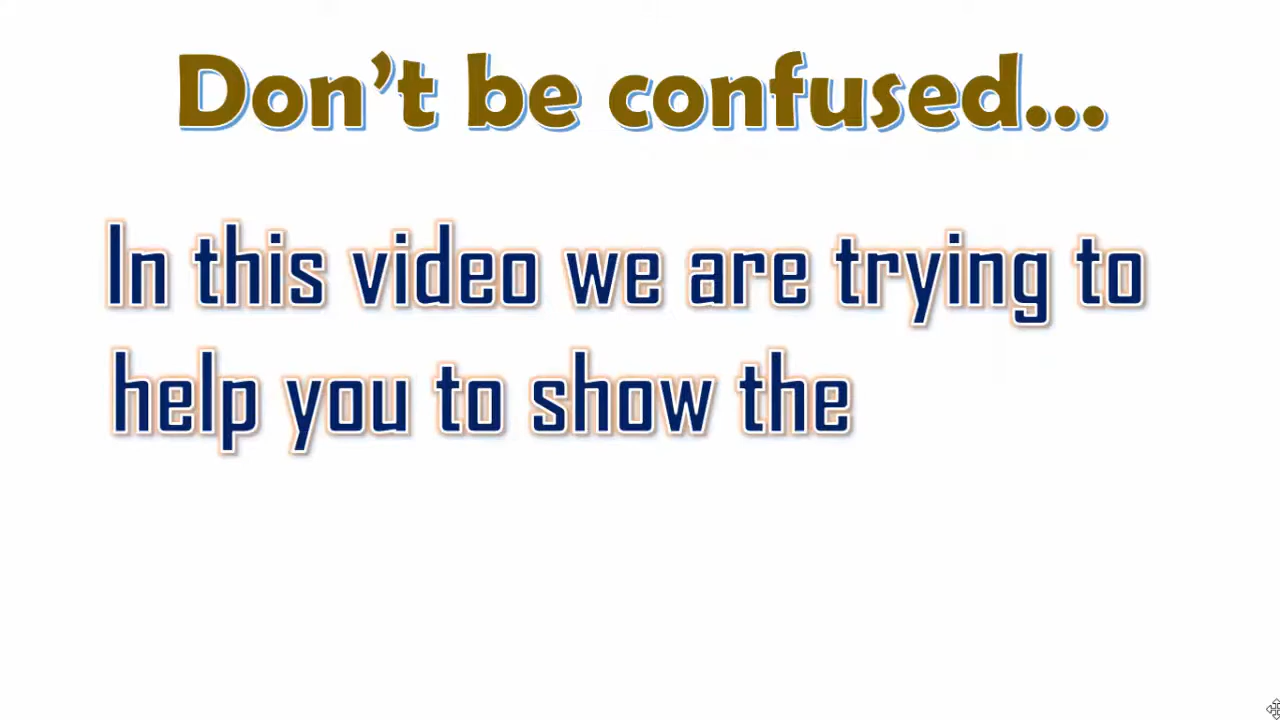 Don’t be confused...
In this video we are trying to
help you to show the